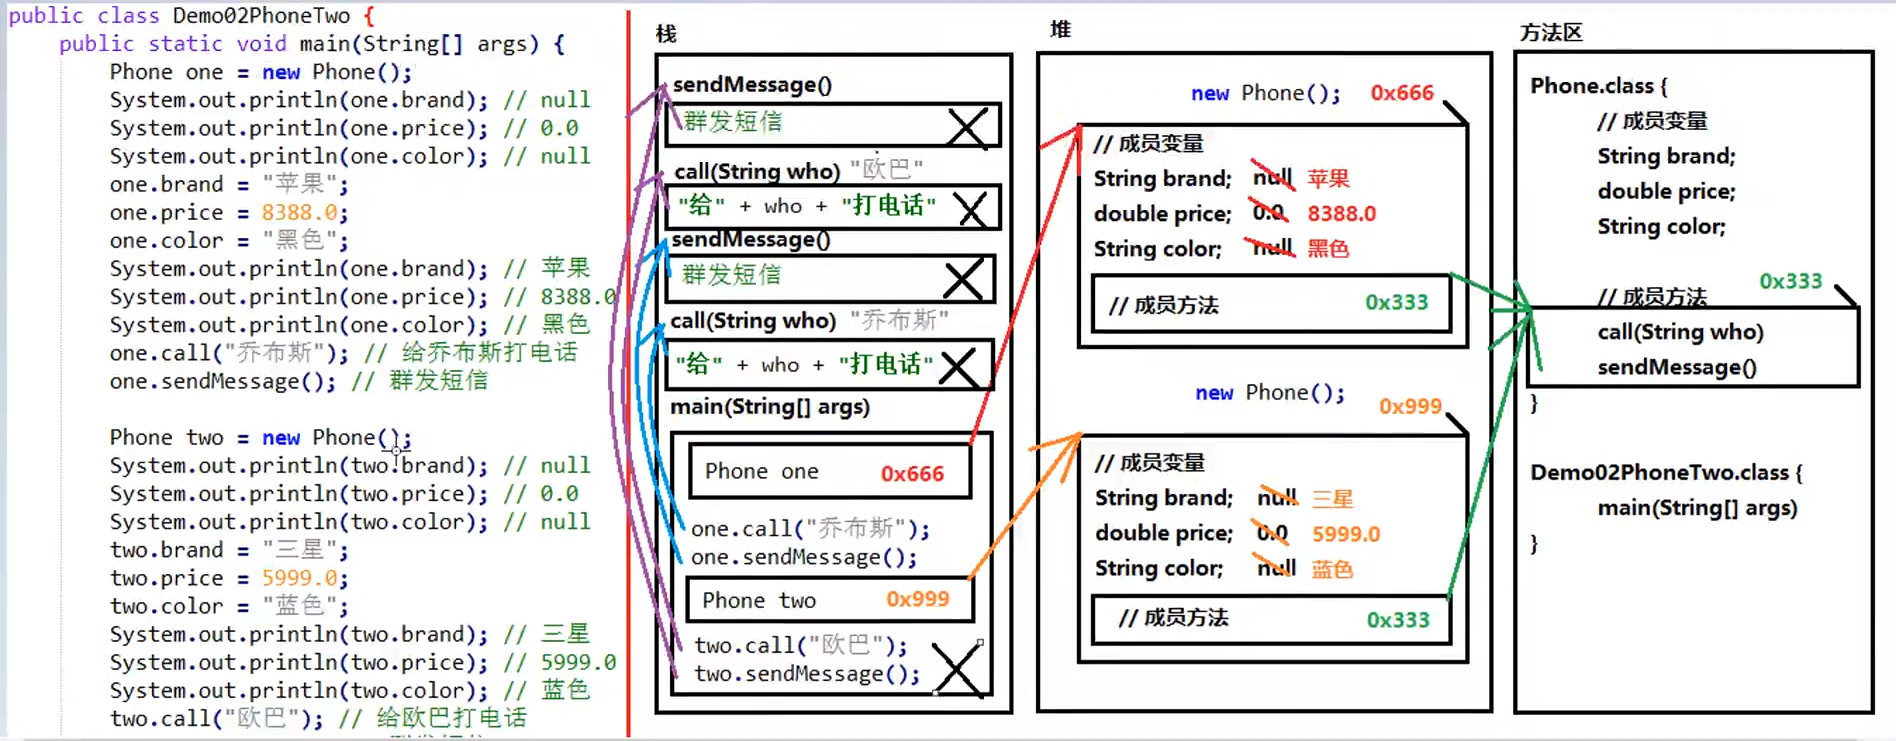 public class Demo02PhoneTwo {
public static void main(String[] args) {
Phone one = new Phone();
System.out.println(one.brand); // null
System.out.println(one.price); // 0.0
System.out.println(one.color); // null
one.brand = "苹果";
one.price = 8388.0;
one.color = "黑色";
System.out.println(one.brand); // 苹果
System.out.println(one.price); // 8388.0
System.out.println(one.color); // 黑色
one.call("乔布斯"); // 给乔布斯打电话
one.sendMessage(); // 群发短信
Phone two = new Phone();
System.out.println(two.brand); // null
System.out.println(two.price); // 0.0
System.out.println(two.color); // null
two.brand = "三星";
two.price = 5999.0;
two.color = "蓝色";
System.out.println(two.brand); // 三星
System.out.println(two.price); // 5999.0
System.out.println(two.color); // 蓝色
two.call("欧巴"); // 给欧巴打电话
栈
sendMessage()
群发短信
call(String who) "欧巴"
"给" + who + "打电话"
sendMessage()
群发短信
call(String who) "乔布斯"
"给" + who + "打电话"
main(String[] args)
Phone one 0x666
one.call("乔布斯");
one.sendMessage();
Phone two 0x999
two.call("欧巴");
two.sendMessage();
堆
new Phone(); 0x666
// 成员变量
String brand; null 苹果
double price; 0.0 8388.0
String color; null 黑色
// 成员方法 0x333
new Phone(); 0x999
// 成员变量
String brand; null 三星
double price; 0.0 5999.0
String color; null 蓝色
// 成员方法 0x333
方法区
Phone.class {
// 成员变量
String brand;
double price;
String color;
// 成员方法 0x333
call(String who)
sendMessage()
}
Demo02PhoneTwo.class {
main(String[] args)
}